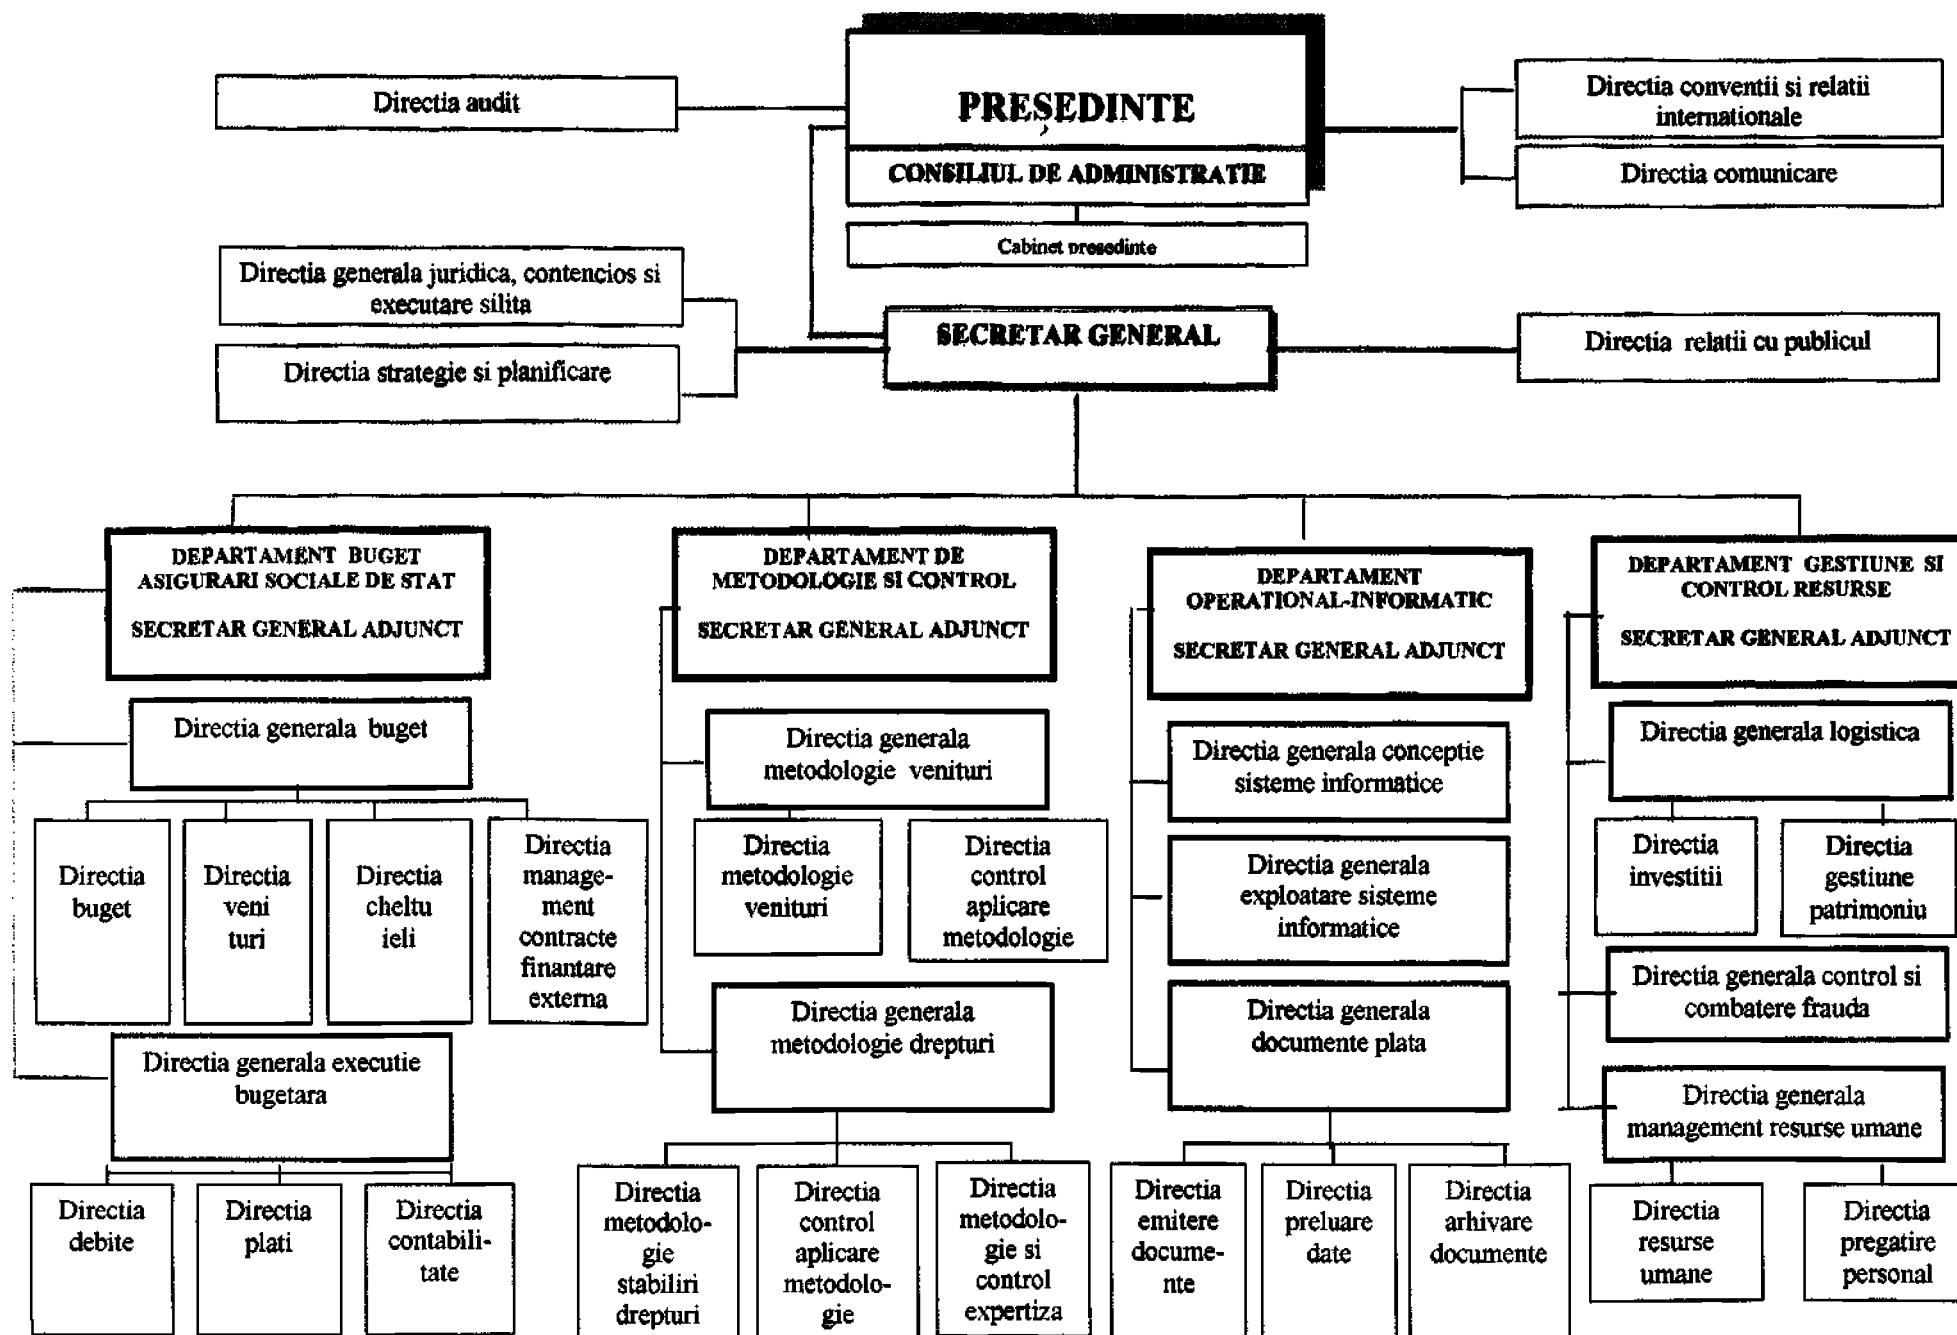 PREȘEDINTE
CONSILIUL DE ADMINISTRATIE
Cabinet presedinte
Directia audit
Directia conventii si relatii
internationale
Directia comunicare
Directia generala juridica, contencios si
executare silita
Directia strategie si planificare
SECRETAR GENERAL
Directia relatii cu publicul
DEPARTAMENT BUGET
ASIGURARI SOCIALE DE STAT
SECRETAR GENERAL ADJUNCT
Directia generala buget
Directia
buget
Directia
veni
turi
Directia
cheltu
ieli
Directia
manage-
ment
contracte
finantare
externa
Directia generala executie
bugetara
Directia
debite
Directia
plati
Directia
contabili-
tate
DEPARTAMENT DE
METODOLOGIE SI CONTROL
SECRETAR GENERAL ADJUNCT
Directia generala
metodologie venituri
Directia
metodologie
venituri
Directia
control
aplicare
metodologie
Directia generala
metodologie drepturi
Directia
metodolo-
gie
stabiliri
drepturi
Directia
control
aplicare
metodolo-
gie
Directia
metodolo-
gie si
control
expertiza
DEPARTAMENT
OPERATIONAL-INFORMATIC
SECRETAR GENERAL ADJUNCT
Directia generala conceptie
sisteme informatice
Directia generala
exploatare sisteme
informatice
Directia generala
documente plata
Directia
emitere
docume-
nte
Directia
preluare
date
Directia
arhivare
documente
DEPARTAMENT GESTIUNE SI
CONTROL RESURSE
SECRETAR GENERAL ADJUNCT
Directia generala logistica
Directia
investitii
Directia
gestiune
patrimoniu
Directia generala control si
combatere frauda
Directia generala
management resurse umane
Directia
resurse
umane
Directia
pregatire
personal